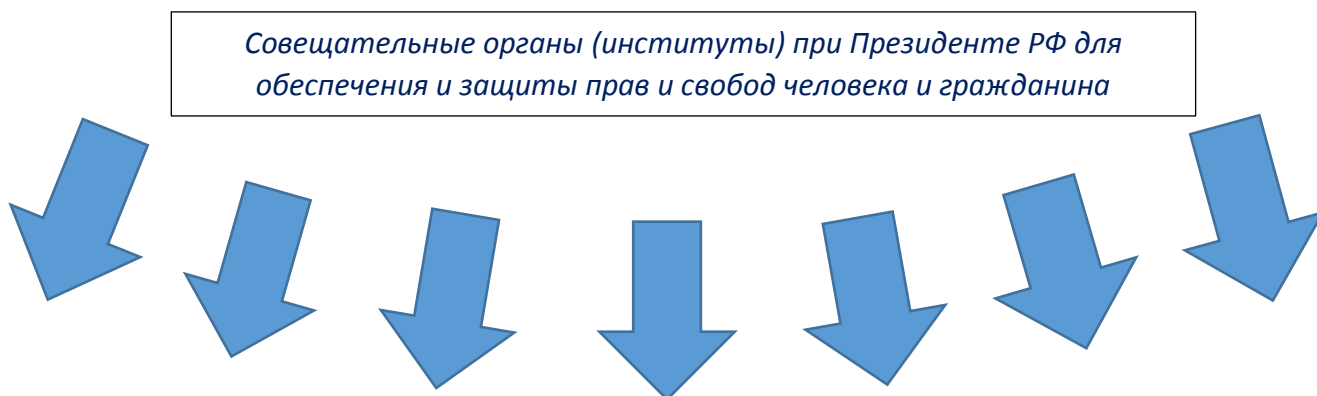 Совещательные органы (институты) при Президенте РФ для
обеспечения и защиты прав и свобод человека и гражданина